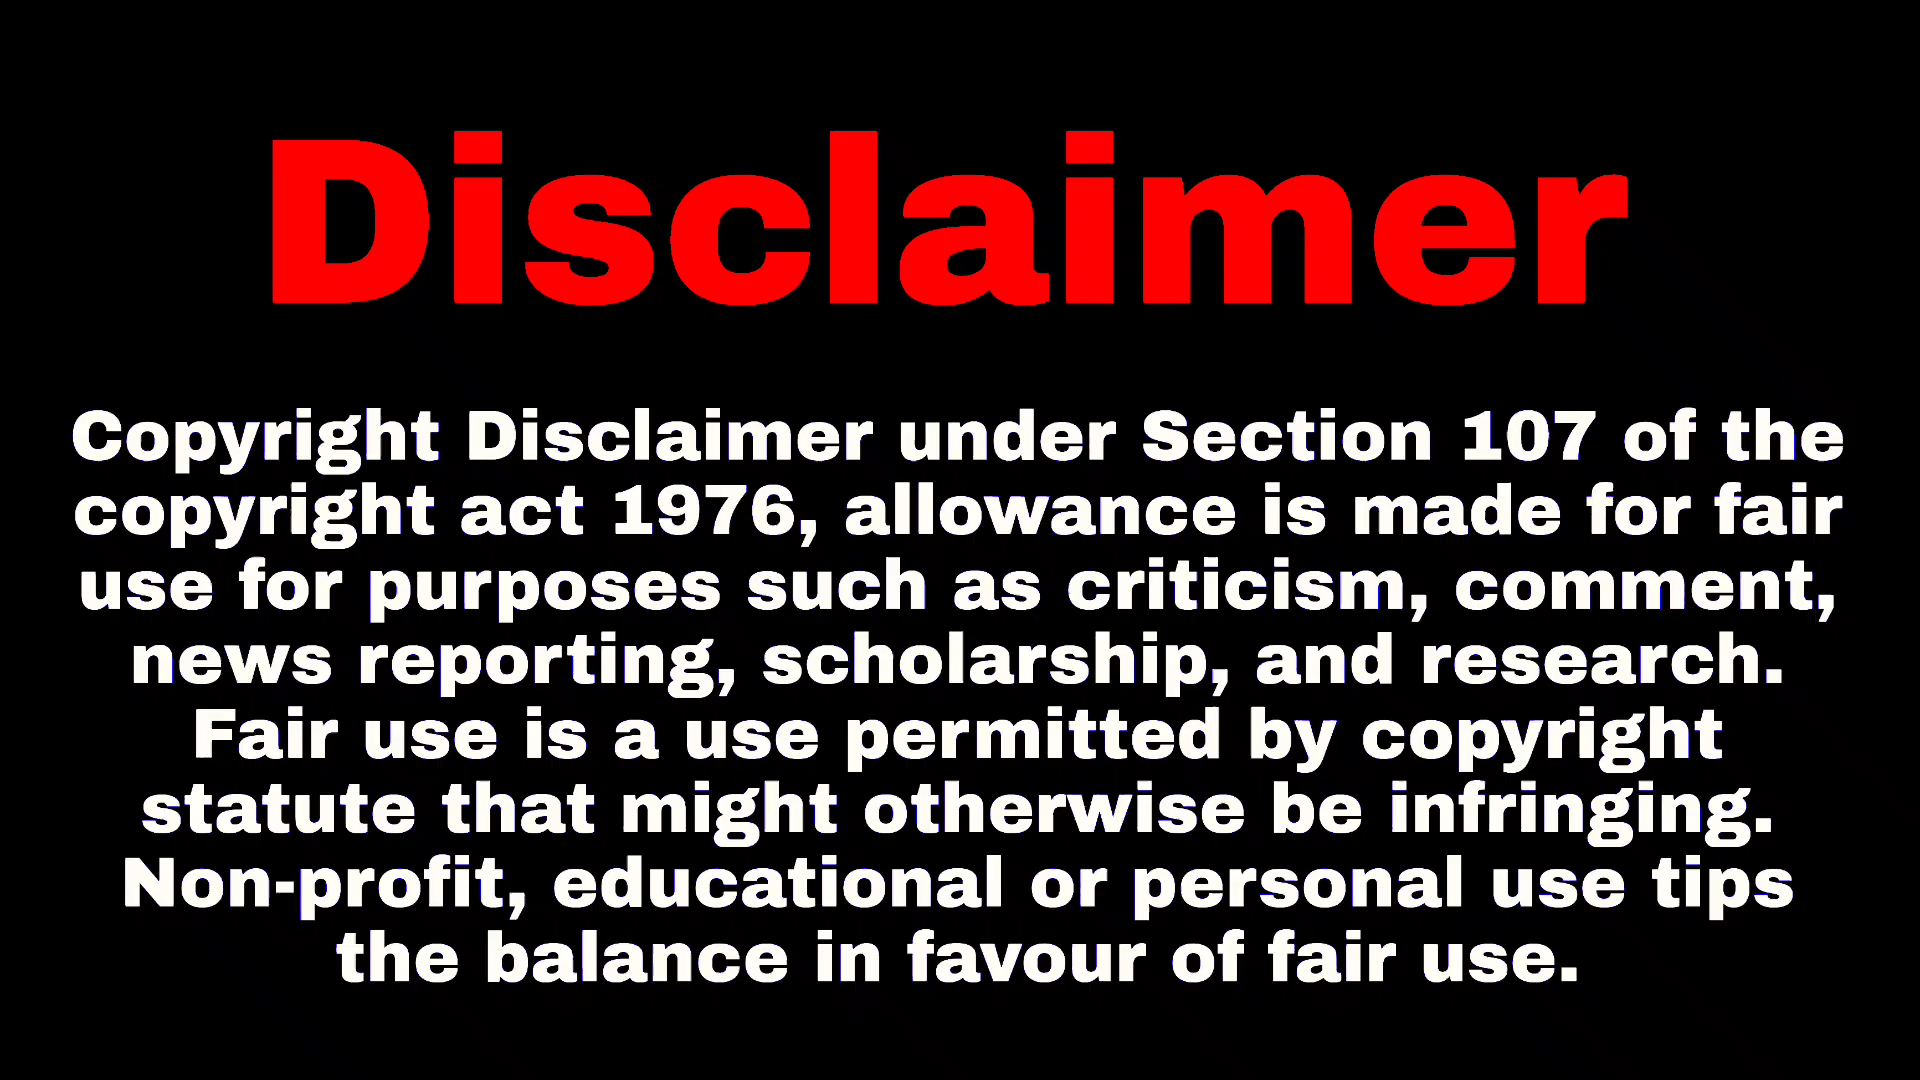 Disclaimer
Copyright Disclaimer under Section 107 of the
copyright act 1976, allowance is made for fair
use for purposes such as criticism, comment,
news reporting, scholarship, and research.
Fair use is a use permitted by copyright
statute that might otherwise be infringing.
Non-profit, educational or personal use tips
the balance in favour of fair use.